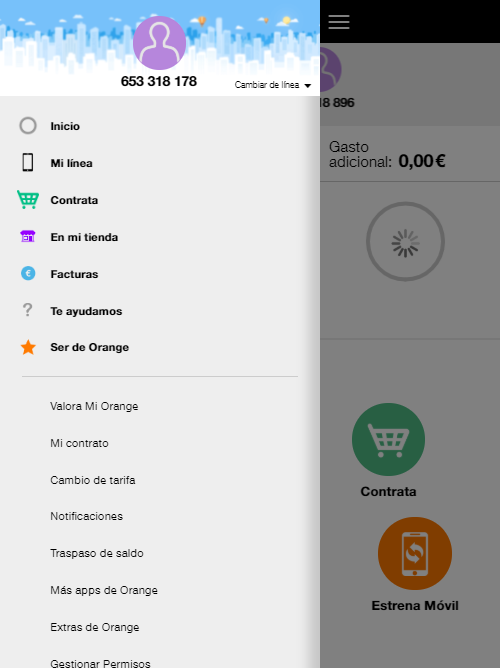 653 318 178
Cambiar de línea
Inicio
Mi línea
Contrata
En mi tienda
€
Facturas
?
Te ayudamos
Ser de Orange
Valora Mi Orange
Mi contrato
Cambio de tarifa
Notificaciones
Traspaso de saldo
Más apps de Orange
Extras de Orange
Gestionar Permisos
18 896
Gasto
adicional: 0,00€
Contrata
Estrena Móvil